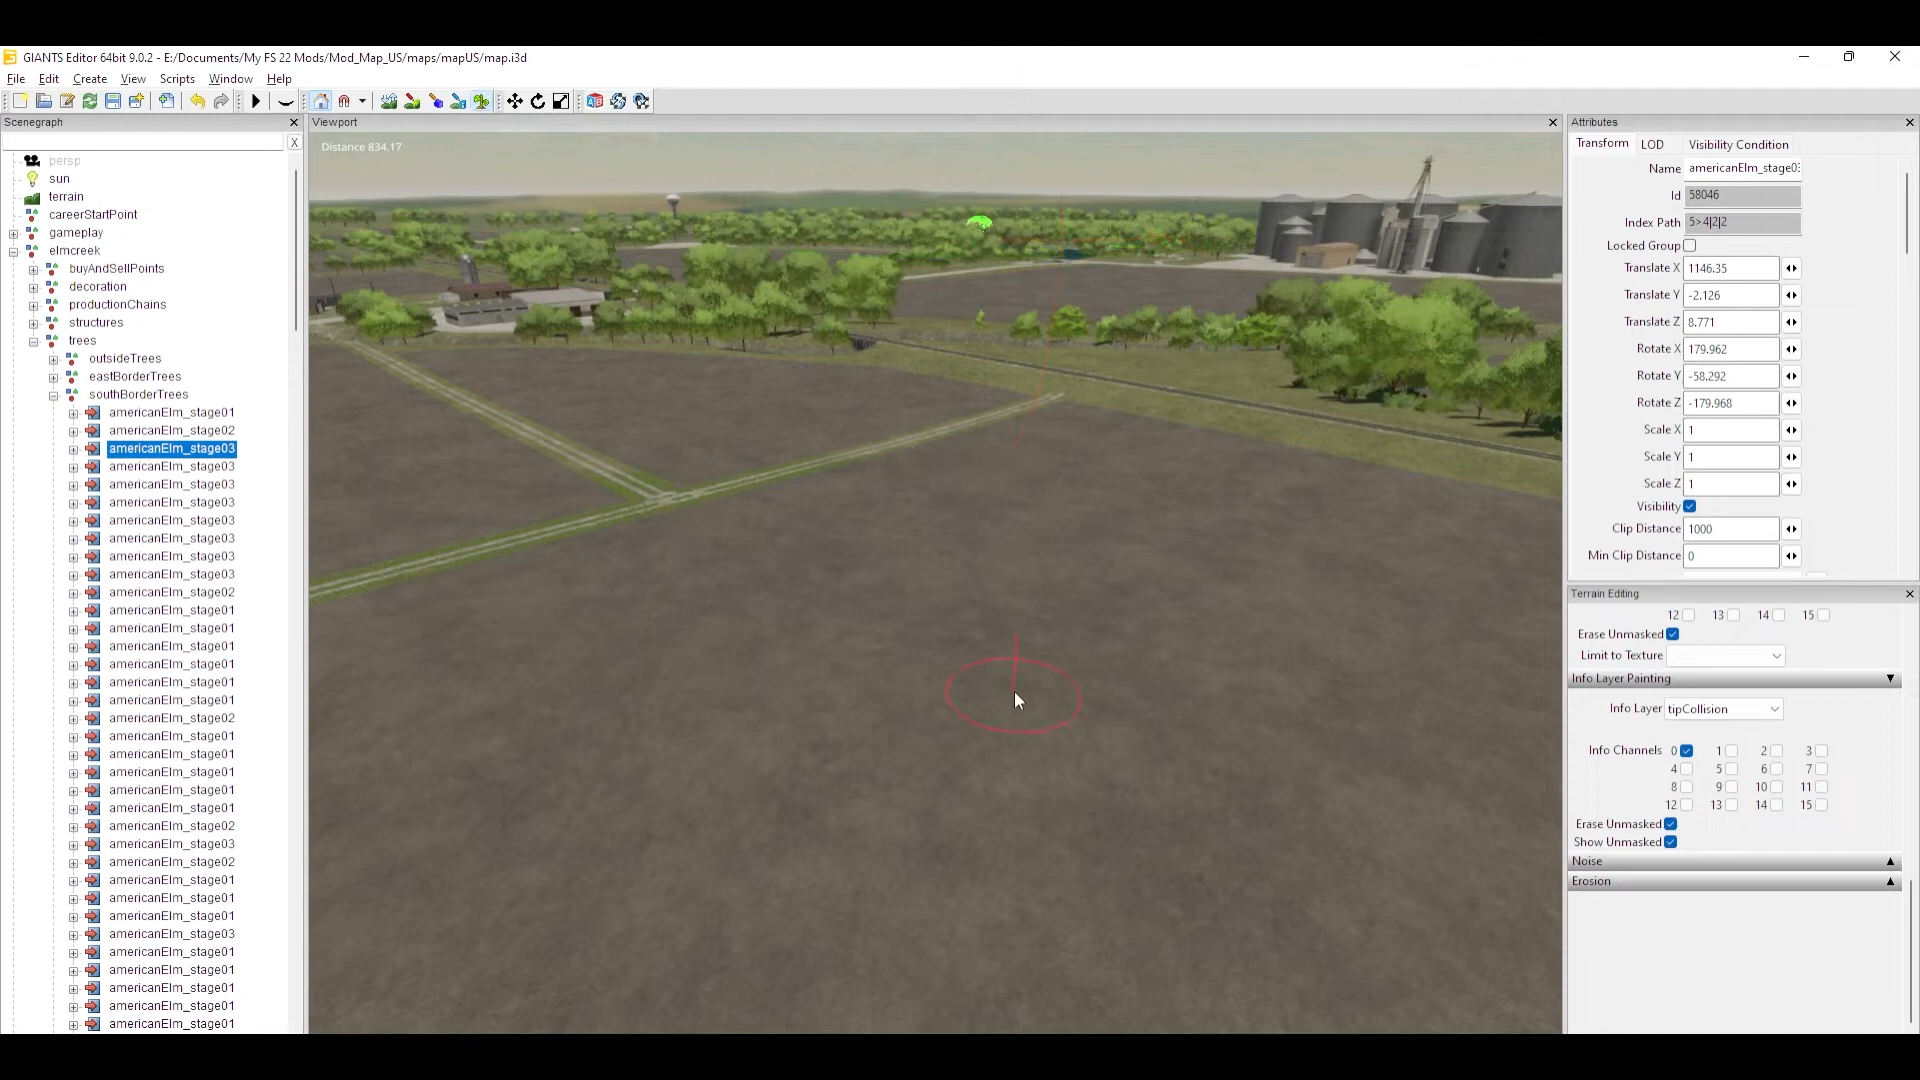 GIANTS Editor 64bit 9.0.2 - E:/Documents/My FS 22 Mods/Mod_Map_US/maps/mapUS/map.i3d
File Edit Create View Scripts Window Help
Scenegraph
X
persp
sun
terrain
careerStartPoint
gameplay
elmcreek
buyAndSellPoints
decoration
productionChains
structures
trees
outsideTrees
eastBorderTrees
southBorderTrees
americanElm_stage01
americanElm_stage02
americanElm_stage03
americanElm_stage03
americanElm_stage03
americanElm_stage03
americanElm_stage03
americanElm_stage03
americanElm_stage03
americanElm_stage03
americanElm_stage02
americanElm_stage01
americanElm_stage01
americanElm_stage01
americanElm_stage01
americanElm_stage01
americanElm_stage01
americanElm_stage02
americanElm_stage01
americanElm_stage01
americanElm_stage01
americanElm_stage01
americanElm_stage01
americanElm_stage02
americanElm_stage03
americanElm_stage02
americanElm_stage01
americanElm_stage01
americanElm_stage01
americanElm_stage03
americanElm_stage01
americanElm_stage01
americanElm_stage01
americanElm_stage01
americanElm_stage01
Viewport
Distance 834.17
Attributes
Transform LOD Visibility Condition
Name americanElm_stage03
Id 58046
Index Path 5>4|2|2
Locked Group
Translate X 1146.35
Translate Y -2.126
Translate Z 8.771
Rotate X 179.962
Rotate Y -58.292
Rotate Z -179.968
Scale X 1
Scale Y 1
Scale Z 1
Visibility
Clip Distance 1000
Min Clip Distance 0
Terrain Editing
12 13 14 15
Erase Unmasked
Limit to Texture
Info Layer Painting
Info Layer tipCollision
Info Channels 0 1 2 3
4 5 6 7
8 9 10 11
12 13 14 15
Erase Unmasked
Show Unmasked
Noise
Erosion